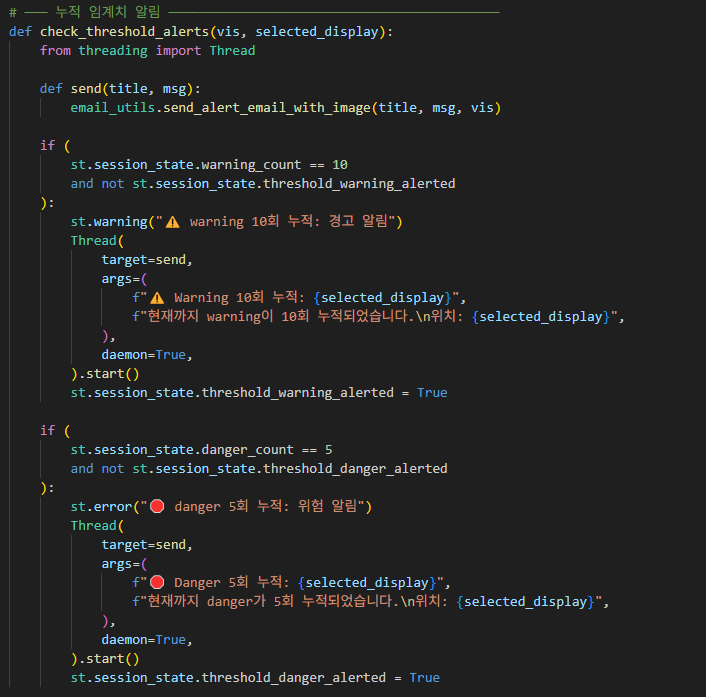 # ── 누적 임계치 알림 ──────────────────────────────
def check_threshold_alerts(vis, selected_display):
    from threading import Thread

    def send(title, msg):
        email_utils.send_alert_email_with_image(title, msg, vis)

    if (
        st.session_state.warning_count == 10
        and not st.session_state.threshold_warning_alerted
    ):
        st.warning("⚠️ warning 10회 누적: 경고 알림")
        Thread(
            target=send,
            args=(
                f"⚠️ Warning 10회 누적: {selected_display}",
                f"현재까지 warning이 10회 누적되었습니다.\n위치: {selected_display}",
            ),
            daemon=True,
        ).start()
        st.session_state.threshold_warning_alerted = True

    if (
        st.session_state.danger_count == 5
        and not st.session_state.threshold_danger_alerted
    ):
        st.error("🛑 danger 5회 누적: 위험 알림")
        Thread(
            target=send,
            args=(
                f"🛑 Danger 5회 누적: {selected_display}",
                f"현재까지 danger가 5회 누적되었습니다.\n위치: {selected_display}",
            ),
            daemon=True,
        ).start()
        st.session_state.threshold_danger_alerted = True